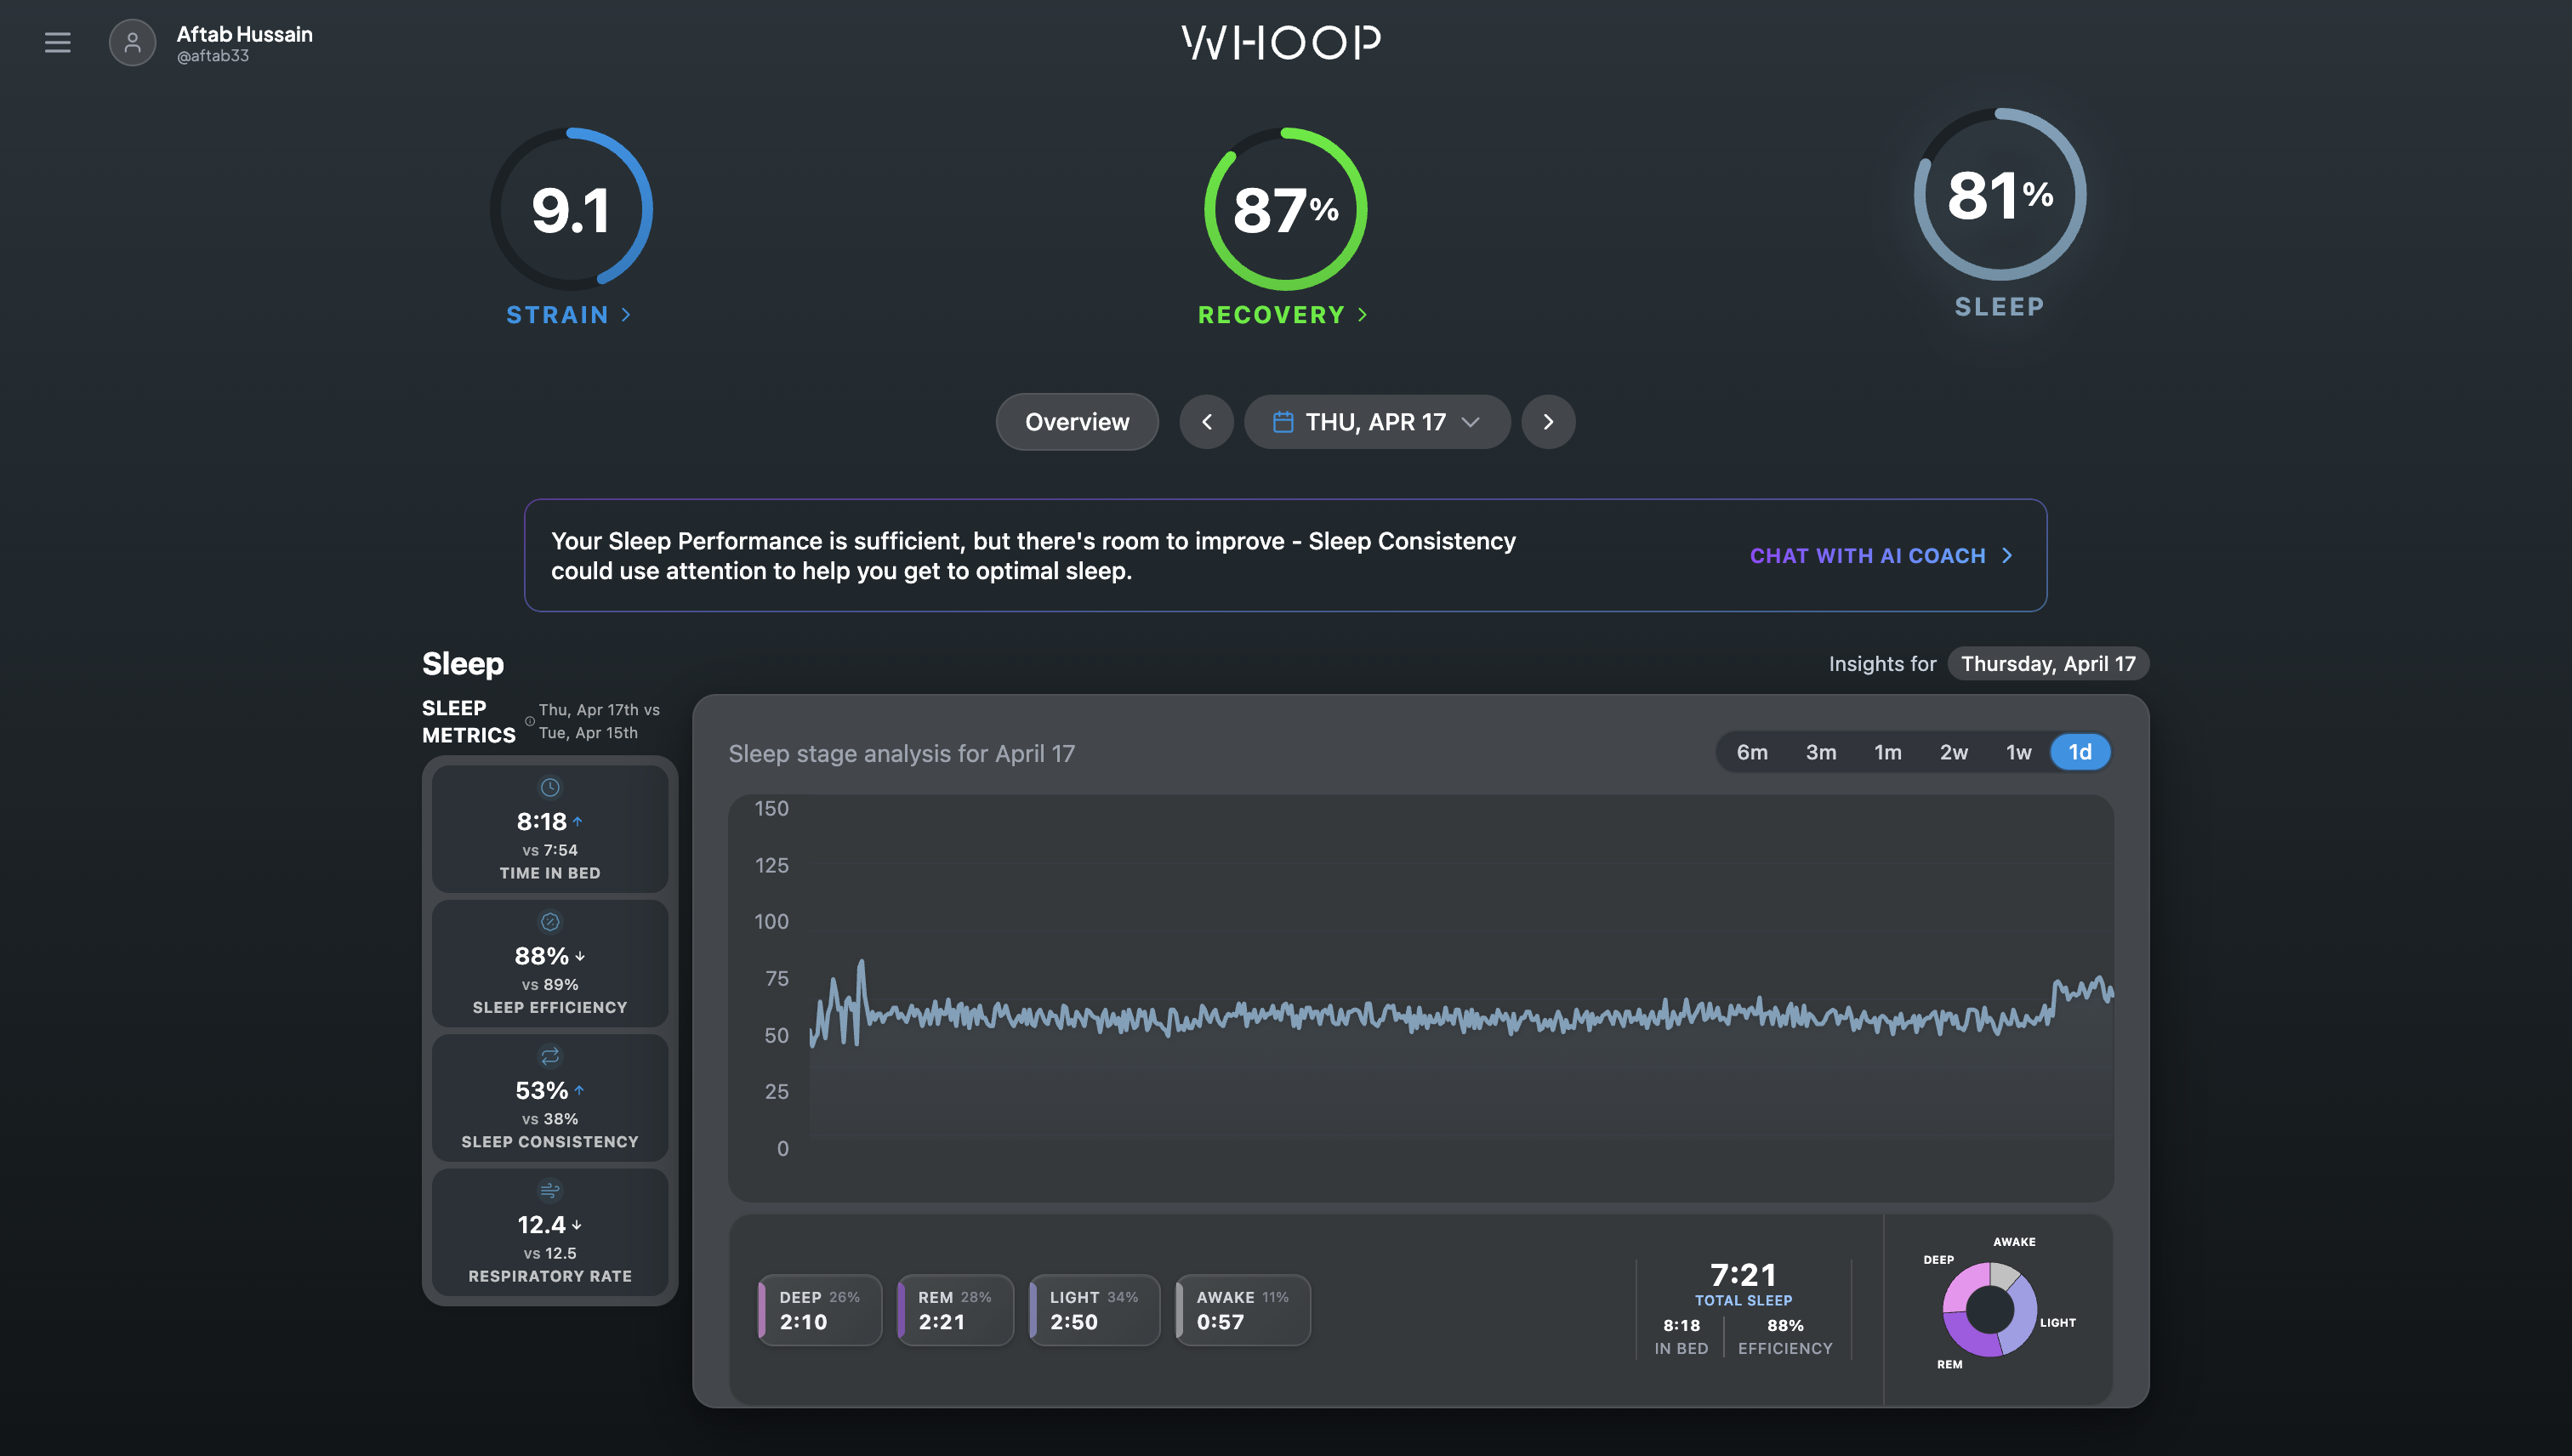 Aftab Hussain
@aftab33
WHOOP
9.1
STRAIN
87%
RECOVERY
81%
SLEEP
Overview
THU, APR 17
Your Sleep Performance is sufficient, but there's room to improve - Sleep Consistency
could use attention to help you get to optimal sleep.
CHAT WITH AI COACH
Sleep
Insights for Thursday, April 17
SLEEP
METRICS
Thu, Apr 17th vs
Tue, Apr 15th
8:18
vs 7:54
TIME IN BED
88%
vs 89%
SLEEP EFFICIENCY
53%
vs 38%
SLEEP CONSISTENCY
12.4
vs 12.5
RESPIRATORY RATE
Sleep stage analysis for April 17
6m 3m 1m 2w 1w 1d
150
125
100
75
50
25
0
DEEP 26%
2:10
REM 28%
2:21
LIGHT 34%
2:50
AWAKE 11%
0:57
7:21
TOTAL SLEEP
8:18
IN BED
88%
EFFICIENCY
AWAKE
DEEP
LIGHT
REM